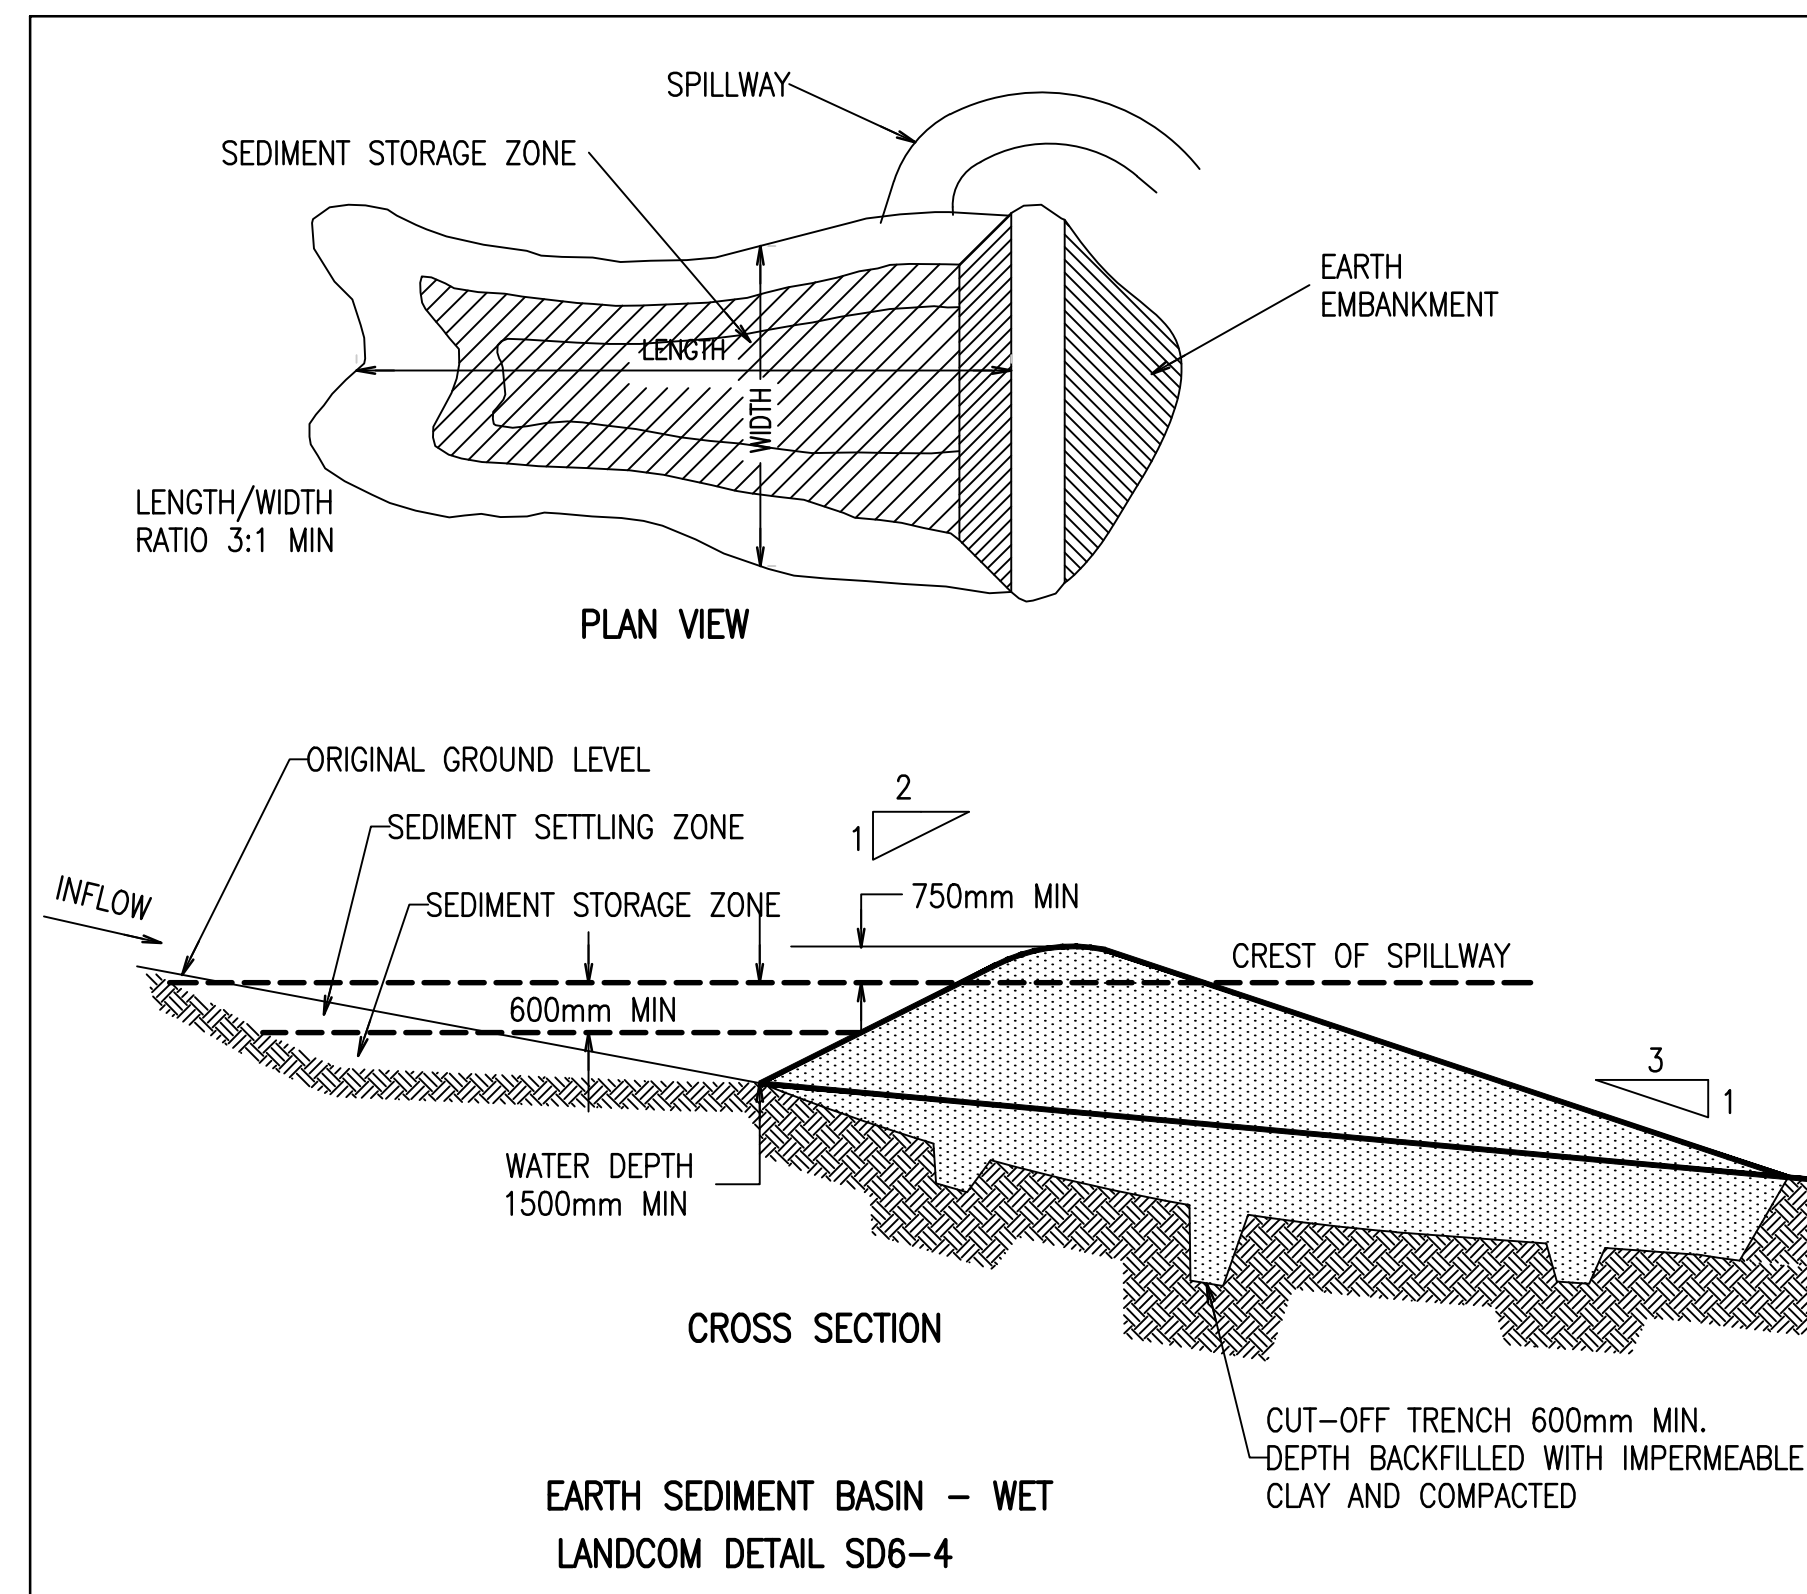 SPILLWAY
SEDIMENT STORAGE ZONE
EARTH
EMBANKMENT
LENGTH
WIDTH
LENGTH/WIDTH
RATIO 3:1 MIN
PLAN VIEW
ORIGINAL GROUND LEVEL
2
1
SEDIMENT SETTLING ZONE
INFLOW
SEDIMENT STORAGE ZONE
750mm MIN
CREST OF SPILLWAY
600mm MIN
3
1
WATER DEPTH
1500mm MIN
CROSS SECTION
CUT-OFF TRENCH 600mm MIN.
DEPTH BACKFILLED WITH IMPERMEABLE
CLAY AND COMPACTED
EARTH SEDIMENT BASIN - WET
LANDCOM DETAIL SD6-4